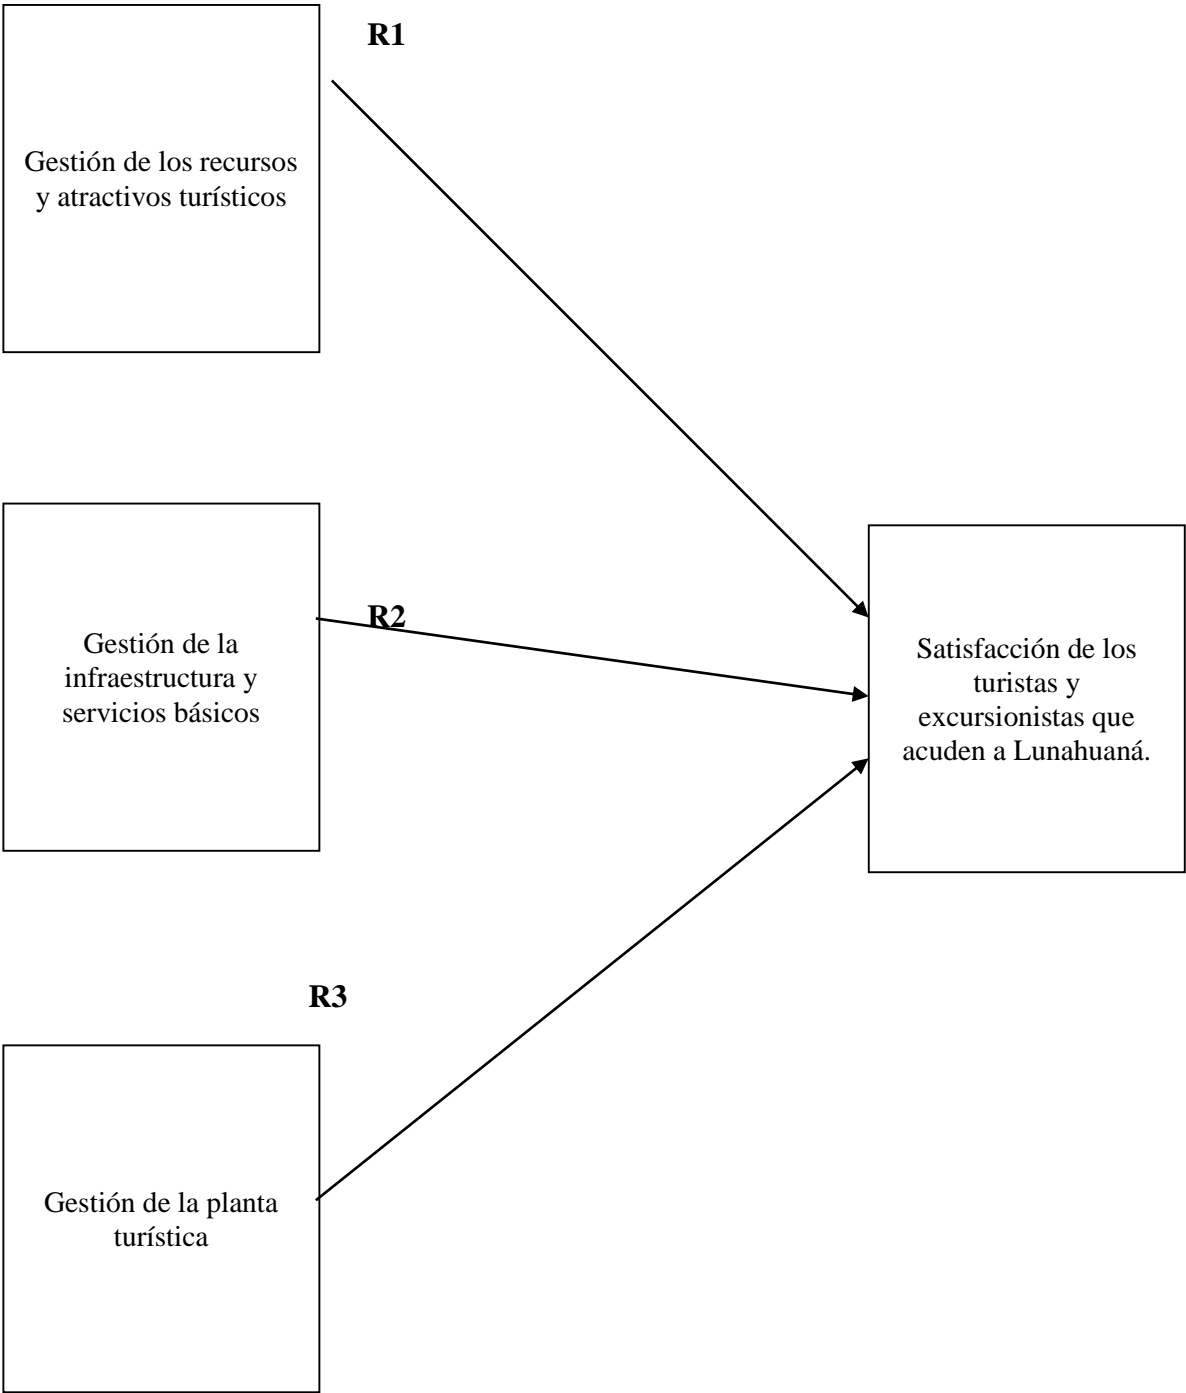 R1
Gestión de los recursos
y atractivos turísticos
R2
Gestión de la
infraestructura y
servicios básicos
Satisfacción de los
turistas y
excursionistas que
acuden a Lunahuaná.
R3
Gestión de la planta
turística